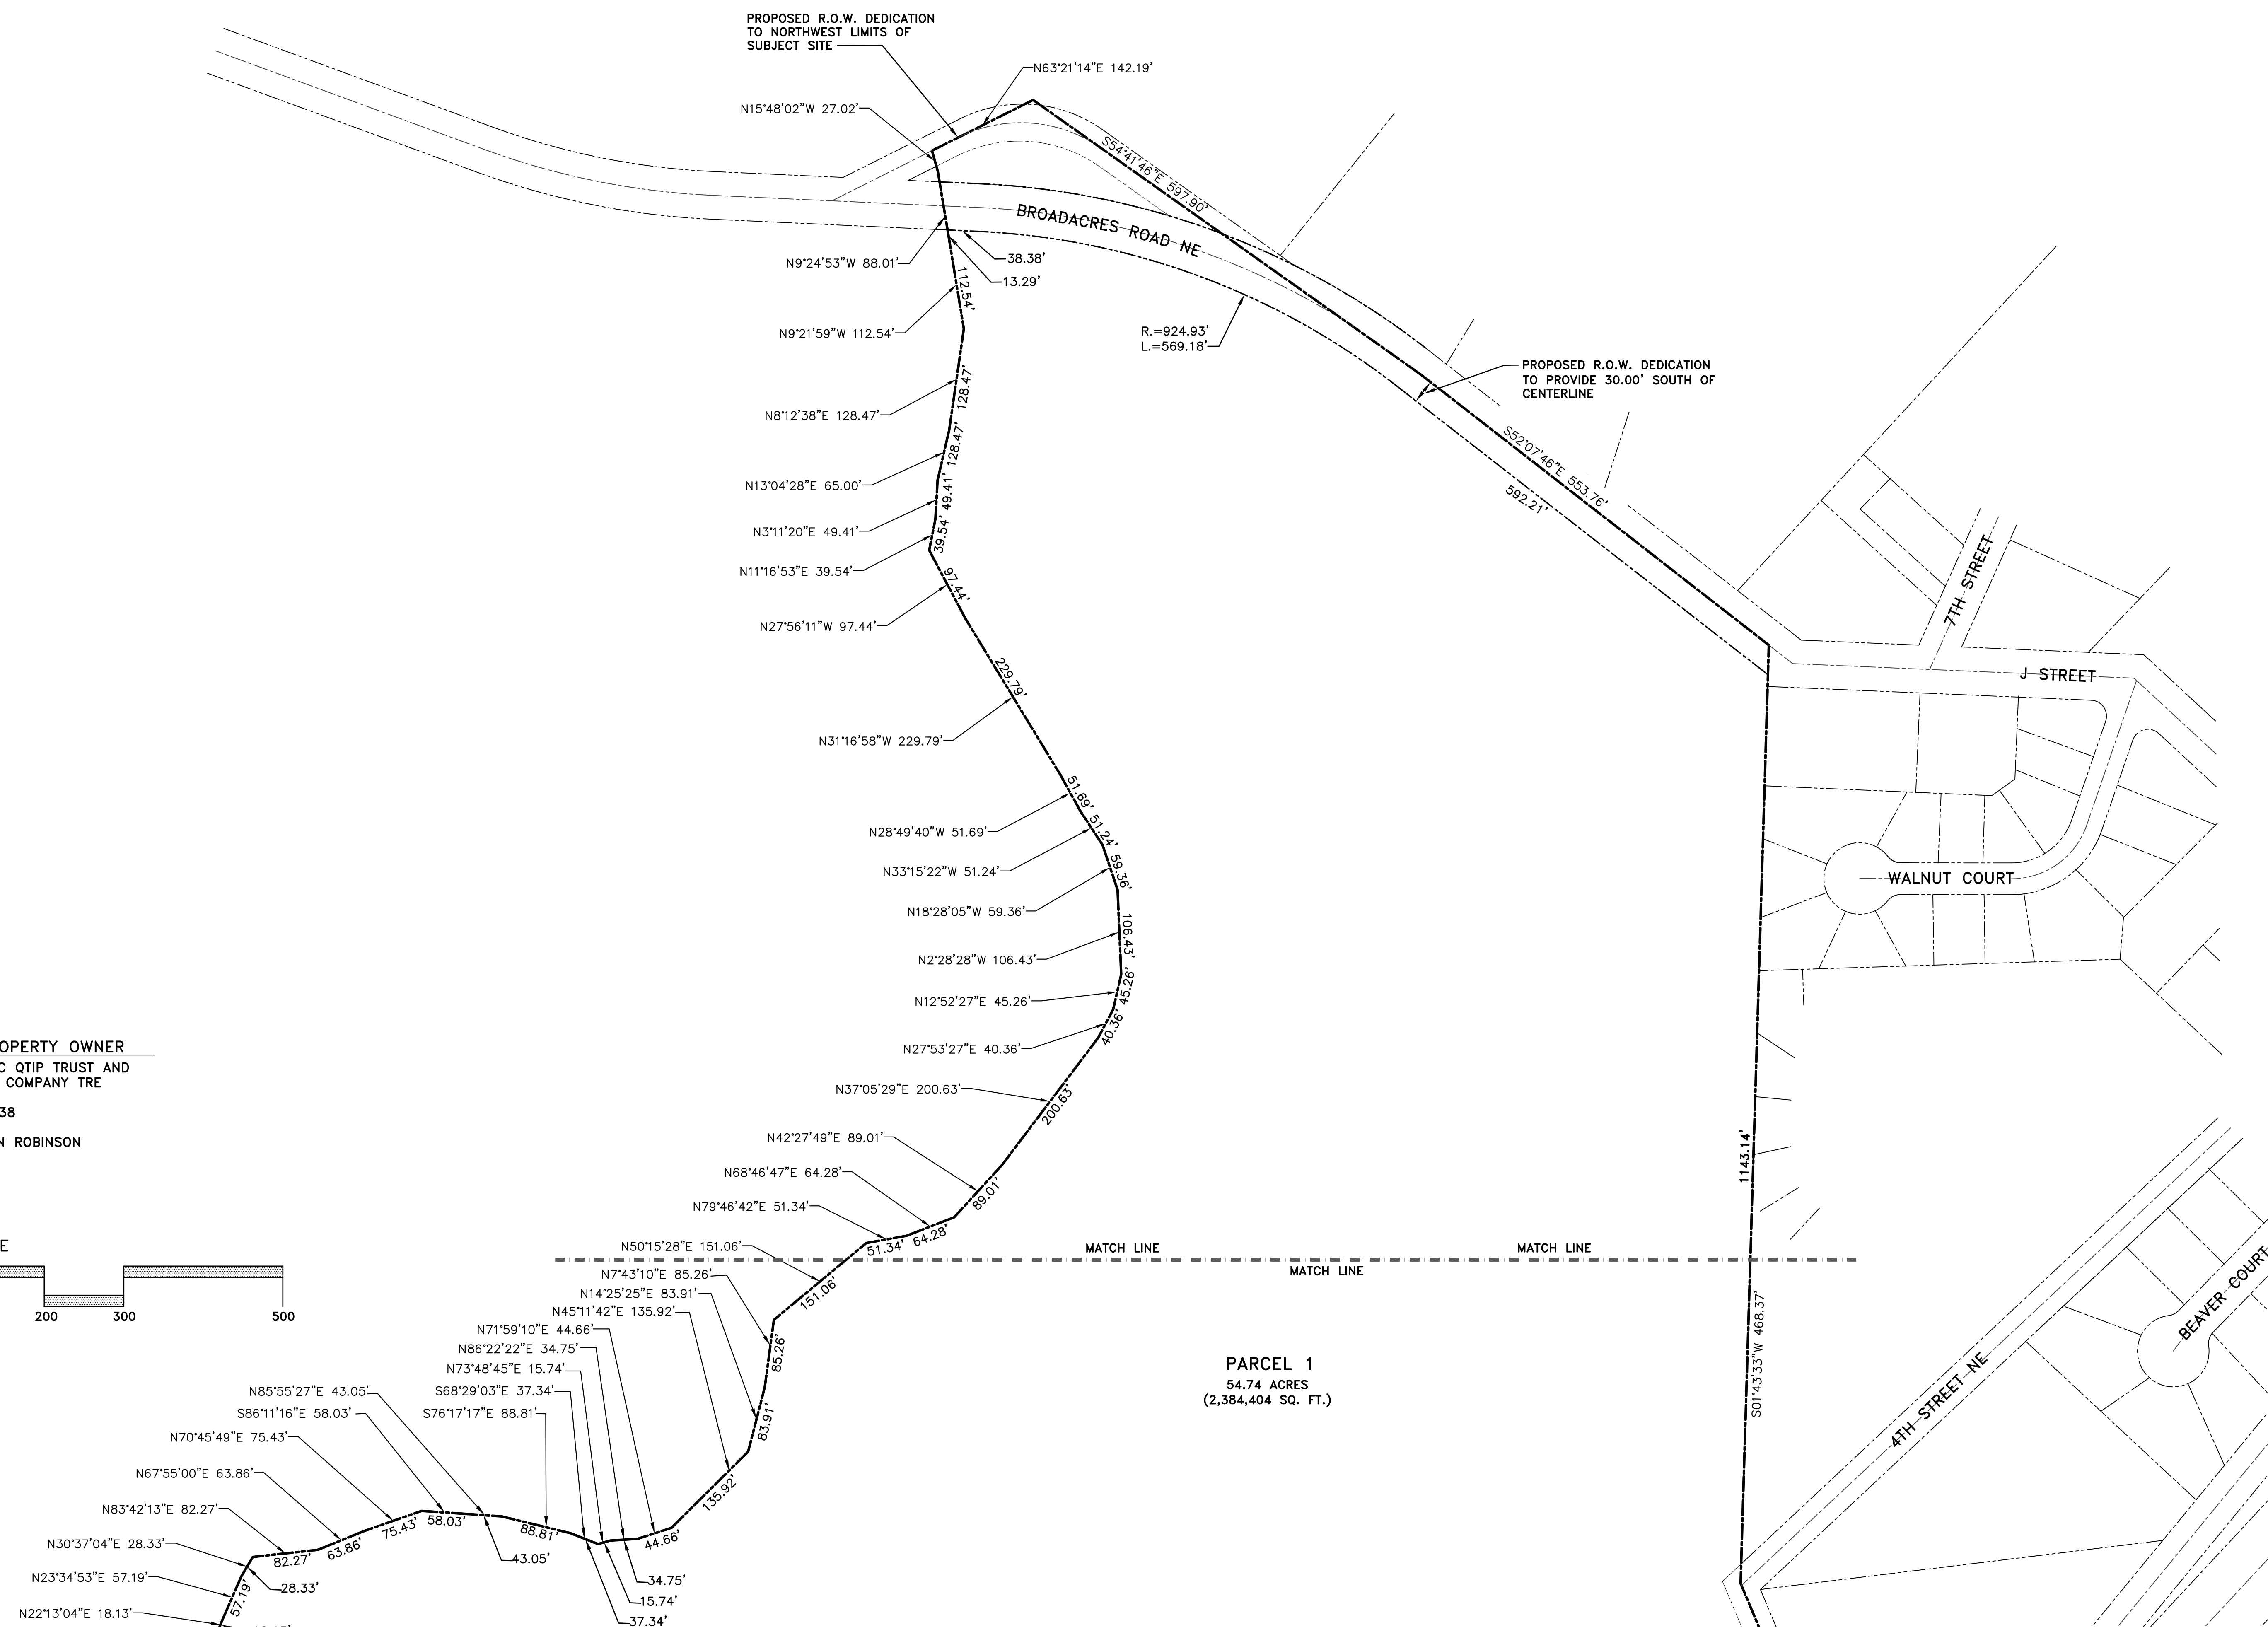 PROPOSED R.O.W. DEDICATION
TO NORTHWEST LIMITS OF
SUBJECT SITE
N63°21'14"E 142.19'
N15°48'02"W 27.02'
S54°41'46"E 597.90'
BROADACRES ROAD NE
38.38'
13.29'
N9°24'53"W 88.01'
112.54'
N9°21'59"W 112.54'
R.=924.93'
L.=569.18'
PROPOSED R.O.W. DEDICATION
TO PROVIDE 30.00' SOUTH OF
CENTERLINE
128.47'
N8°12'38"E 128.47'
S52°07'46"E 553.76'
592.21'
128.47'
N13°04'28"E 65.00'
49.41'
N3°11'20"E 49.41'
39.54'
N11°16'53"E 39.54'
97.44'
N27°56'11"W 97.44'
7TH STREET
J STREET
229.79'
N31°16'58"W 229.79'
51.69'
N28°49'40"W 51.69'
51.24'
N33°15'22"W 51.24'
59.36'
N18°28'05"W 59.36'
WALNUT COURT
106.43'
N2°28'28"W 106.43'
45.26'
N12°52'27"E 45.26'
40.36'
N27°53'27"E 40.36'
OPERTY OWNER
C QTIP TRUST AND
COMPANY TRE
38
N ROBINSON
N37°05'29"E 200.63'
200.63'
N42°27'49"E 89.01'
89.01'
N68°46'47"E 64.28'
64.28'
N79°46'42"E 51.34'
51.34'
1143.14'
E
200
300
500
N50°15'28"E 151.06'
151.06'
MATCH LINE
MATCH LINE
MATCH LINE
N7°43'10"E 85.26'
85.26'
N14°25'25"E 83.91'
83.91'
N45°11'42"E 135.92'
135.92'
N71°59'10"E 44.66'
44.66'
N86°22'22"E 34.75'
N73°48'45"E 15.74'
S68°29'03"E 37.34'
S76°17'17"E 88.81'
88.81'
N85°55'27"E 43.05'
S86°11'16"E 58.03'
58.03'
N70°45'49"E 75.43'
75.43'
N67°55'00"E 63.86'
63.86'
N83°42'13"E 82.27'
82.27'
N30°37'04"E 28.33'
28.33'
N23°34'53"E 57.19'
57.19'
N22°13'04"E 18.13'
43.05'
34.75'
15.74'
37.34'
PARCEL 1
54.74 ACRES
(2,384,404 SQ. FT.)
S01°43'33"W 468.37'
4TH STREET NE
BEAVER COURT